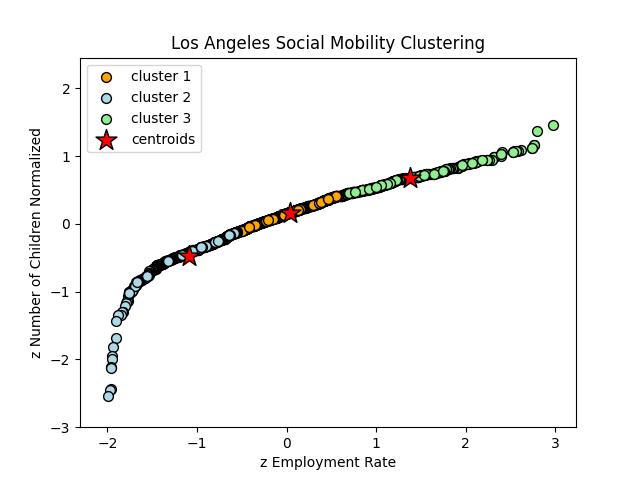 Los Angeles Social Mobility Clustering
cluster 1
cluster 2
cluster 3
centroids
z Number of Children Normalized
2
1
0
−1
−2
−3
−2
−1
0
1
2
3
z Employment Rate